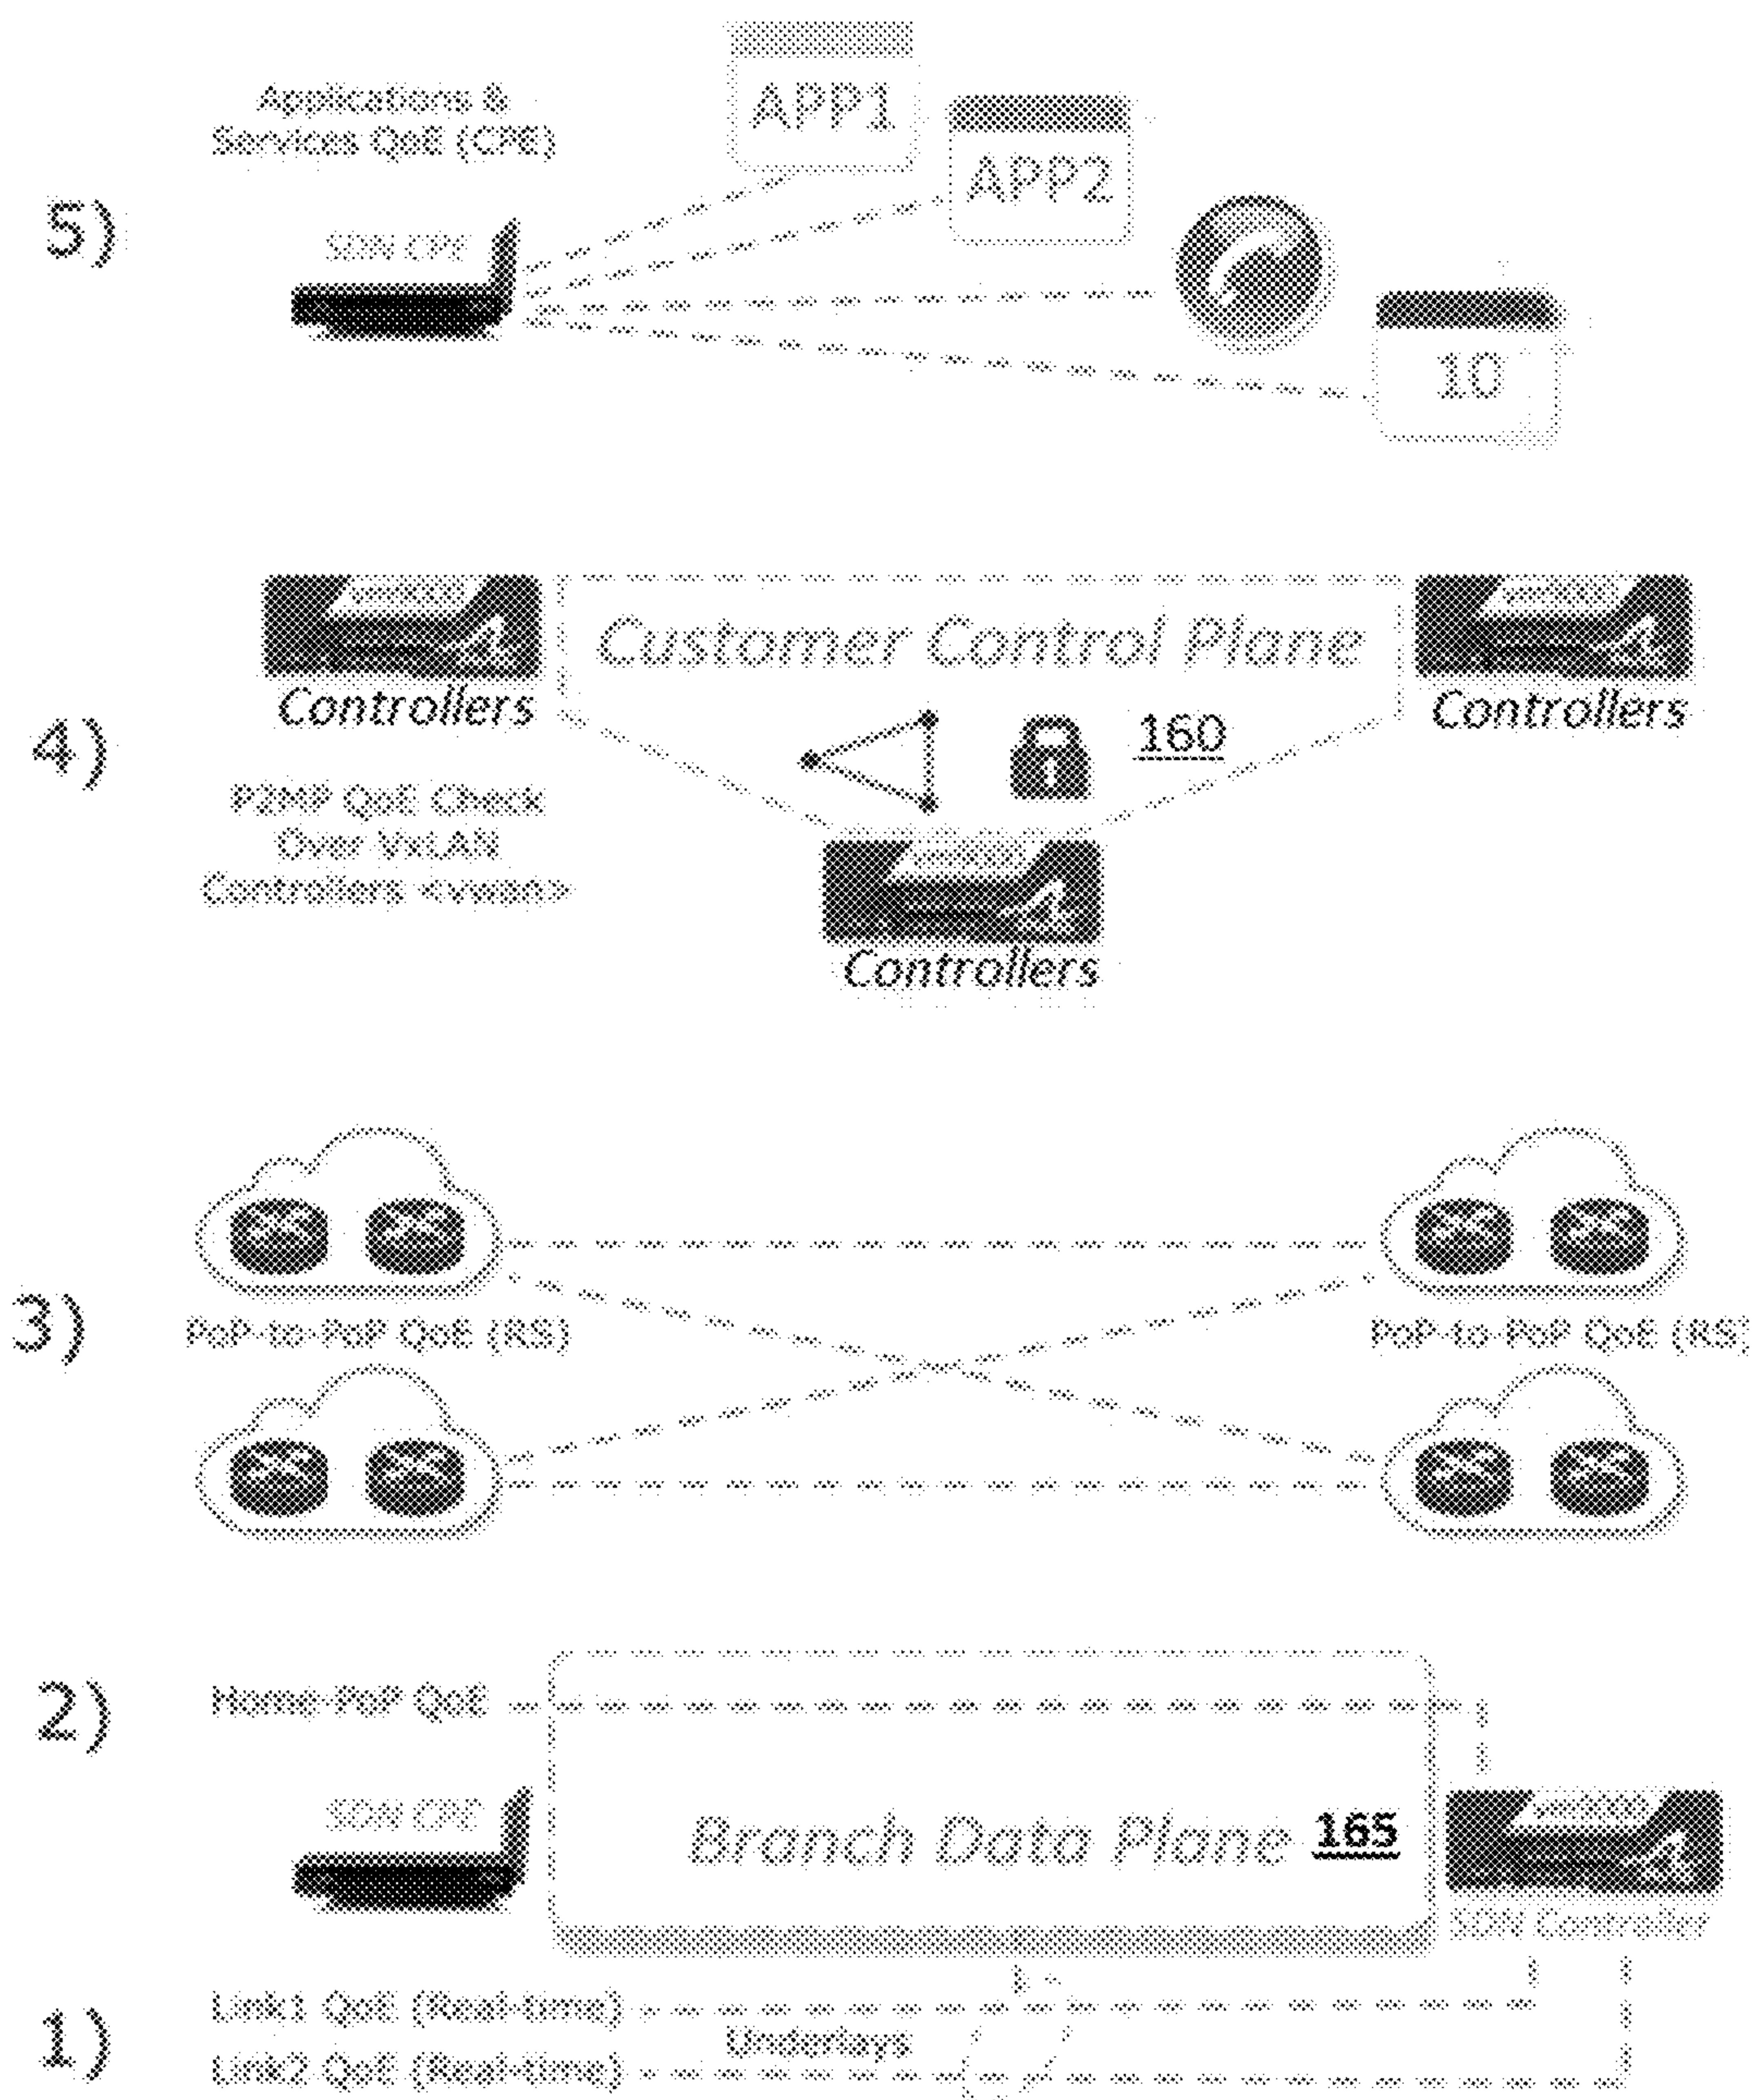 5)
Applications &
Services QoE (CPE)
SDN CPE
APP1
APP2
10
4)
Controllers
Customer Control Plane
160
Controllers
P2MP QoE Check
Over VxLAN
Controllers
Controllers
3)
PoP-to-PoP QoE (RS)
PoP-to-PoP QoE (RS)
2)
Home-PoP QoE
SDN CPE
Branch Data Plane 165
SDN Controller
1)
Link1 QoE (Real-time)
Underlays
Link2 QoE (Real-time)